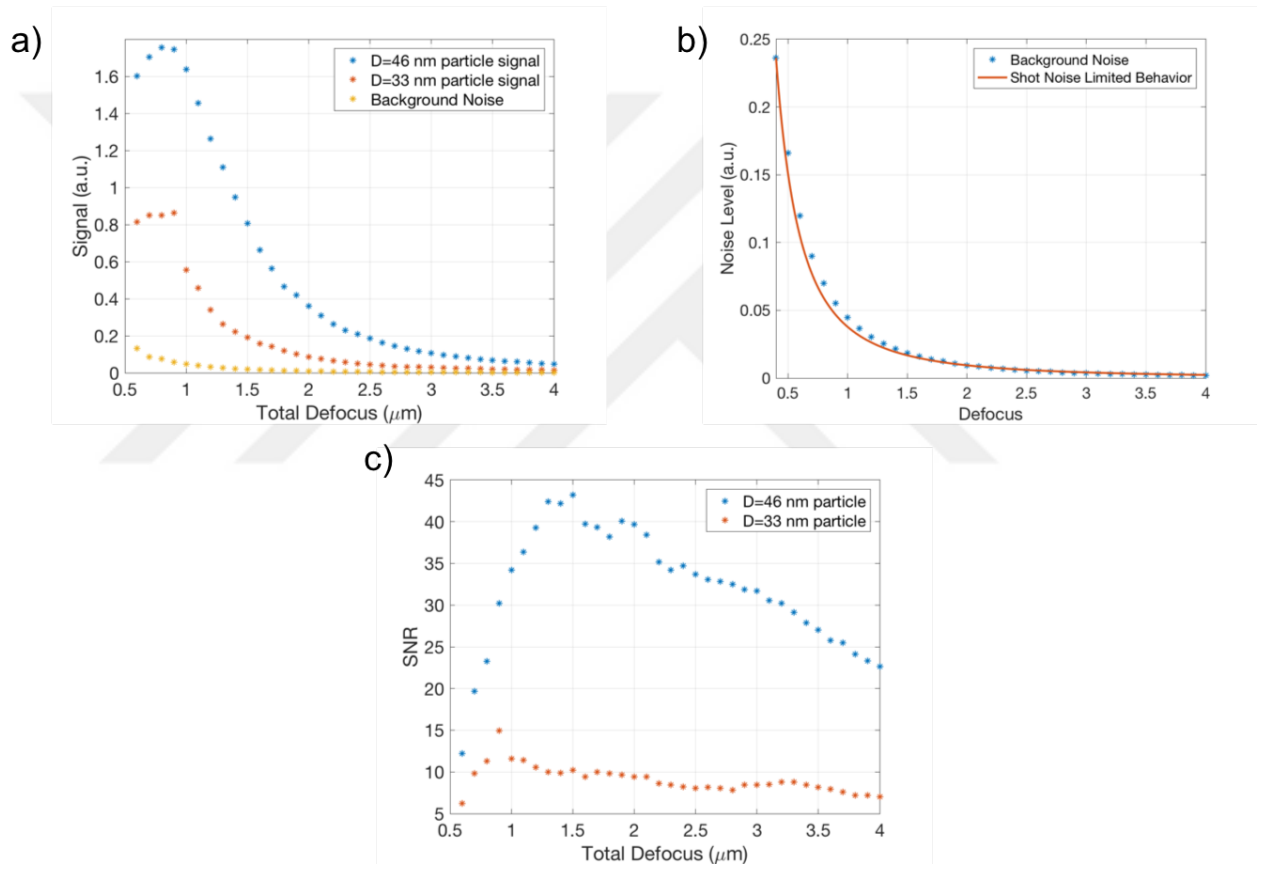 a)
1.6
1.4
1.2
1
0.8
0.6
0.4
0.2
0
Signal (a.u.)
D=46 nm particle signal
D=33 nm particle signal
Background Noise
0.5 1 1.5 2 2.5 3 3.5 4
Total Defocus (μm)
b)
0.25
0.2
0.15
0.1
0.05
0
Noise Level (a.u.)
Background Noise
Shot Noise Limited Behavior
0.5 1 1.5 2 2.5 3 3.5 4
Defocus
c)
45
40
35
30
25
20
15
10
5
SNR
D=46 nm particle
D=33 nm particle
0.5 1 1.5 2 2.5 3 3.5 4
Total Defocus (μm)